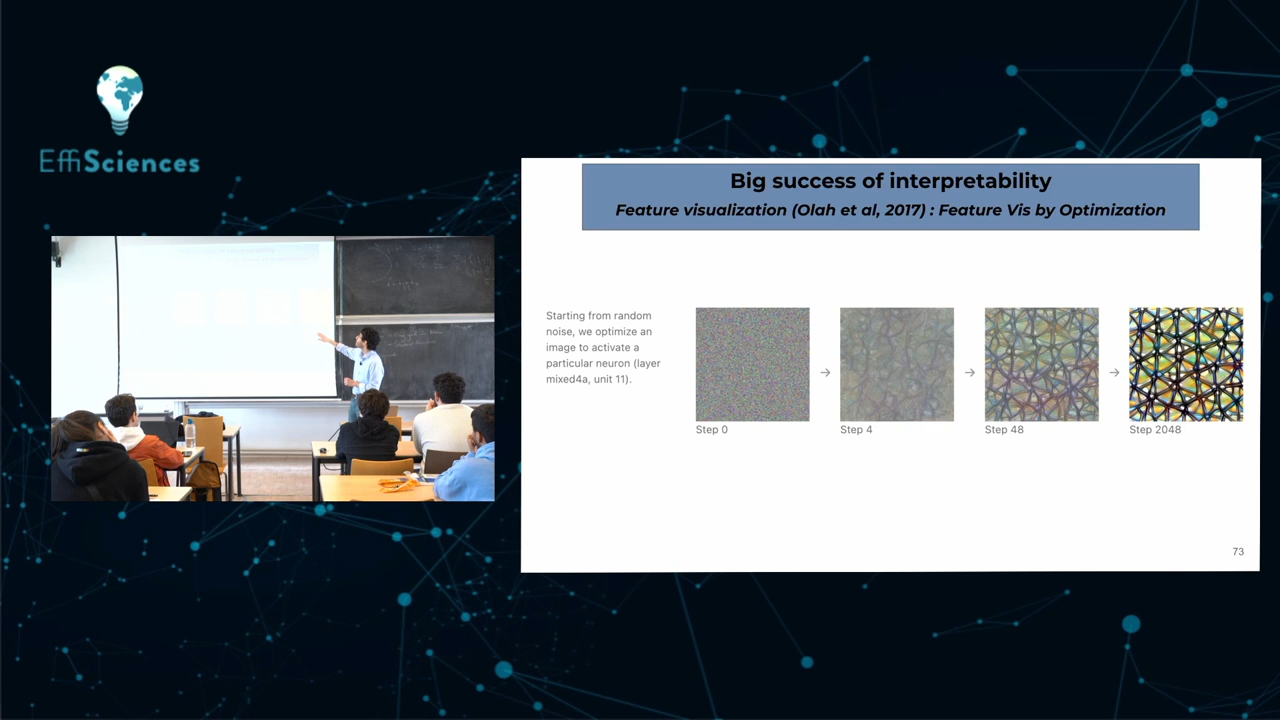 EffiSciences
Big success of interpretability
Feature visualization (Olah et al, 2017) : Feature Vis by Optimization
Starting from random
noise, we optimize an
image to activate a
particular neuron (layer
mixed4a, unit 11).
→
→
→
Step 0
Step 4
Step 48
Step 2048
73